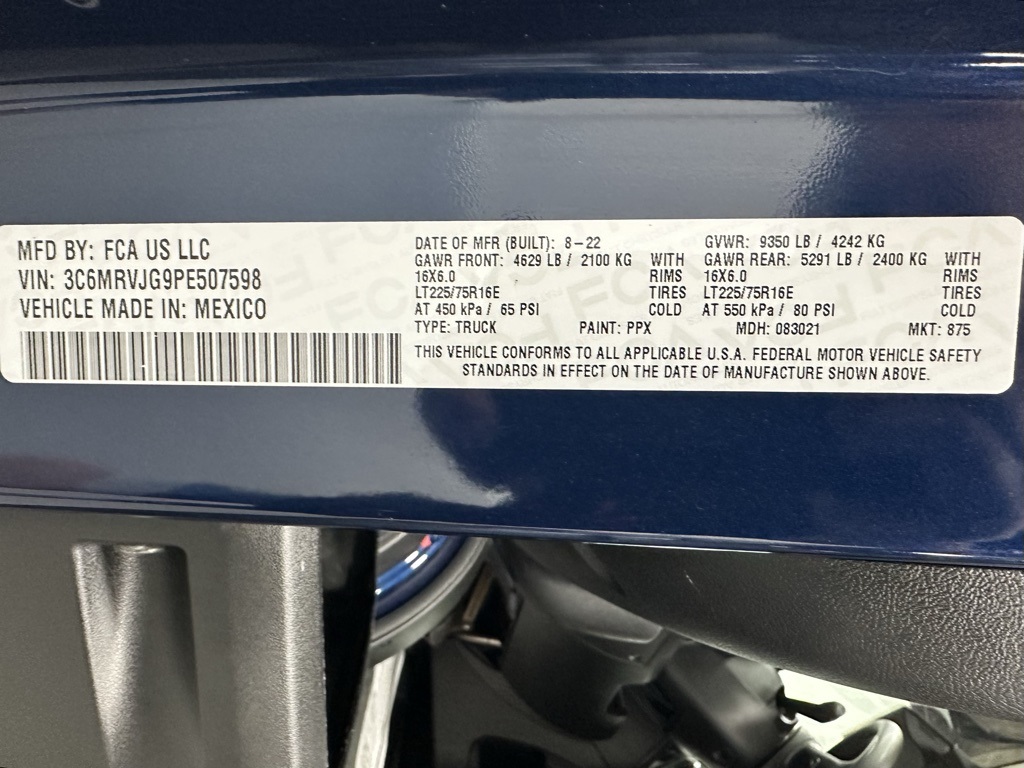 MFD BY: FCA US LLC
VIN: 3C6MRVJG9PE507598
VEHICLE MADE IN: MEXICO
DATE OF MFR (BUILT): 8-22 GVWR: 9350 LB / 4242 KG
GAWR FRONT: 4629 LB / 2100 KG WITH GAWR REAR: 5291 LB / 2400 KG WITH
16X6.0 RIMS 16X6.0 RIMS
LT225/75R16E TIRES LT225/75R16E TIRES
AT 450 kPa / 65 PSI COLD AT 550 kPa / 80 PSI COLD
TYPE: TRUCK PAINT: PPX MDH: 083021 MKT: 875
THIS VEHICLE CONFORMS TO ALL APPLICABLE U.S.A. FEDERAL MOTOR VEHICLE SAFETY
STANDARDS IN EFFECT ON THE DATE OF MANUFACTURE SHOWN ABOVE.